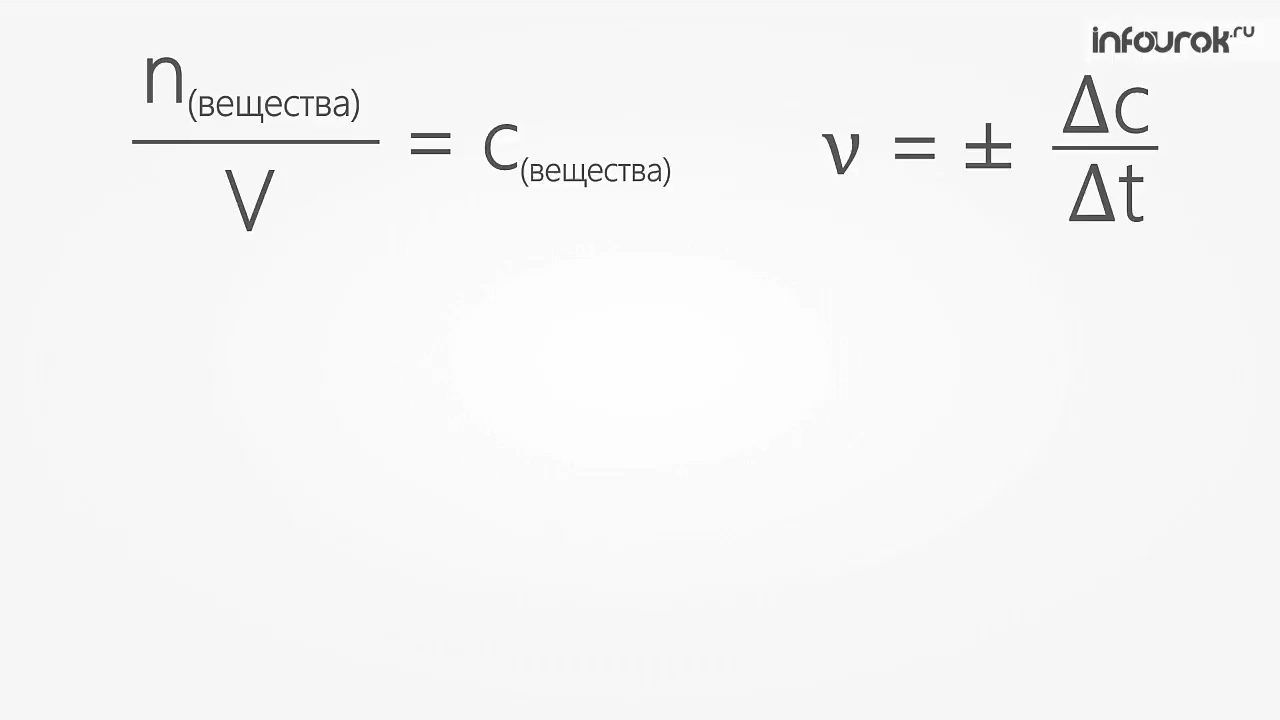 infourok.ru
n(вещества)
V
= c(вещества)
ν = ± Δc
Δt